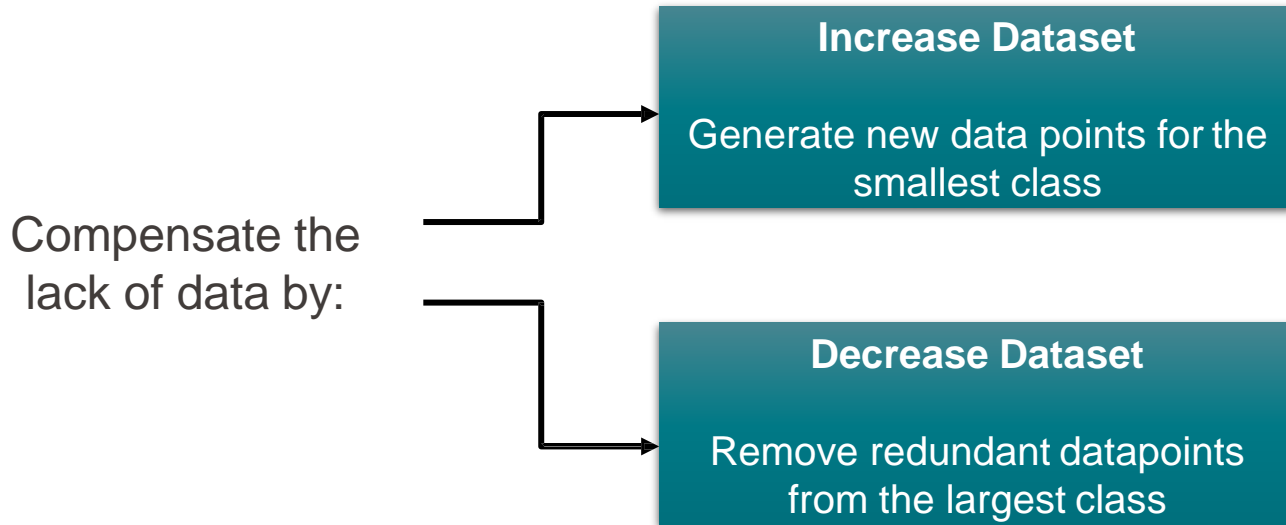 Compensate the
lack of data by:
Increase Dataset
Generate new data points for the
smallest class
Decrease Dataset
Remove redundant datapoints
from the largest class